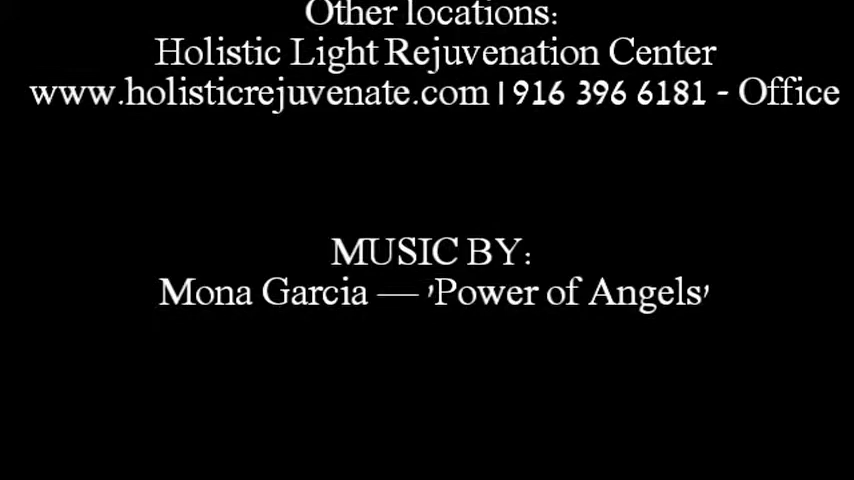 Other locations:
Holistic Light Rejuvenation Center
www.holisticrejuvenate.com | 916 396 6181 - Office
MUSIC BY:
Mona Garcia — 'Power of Angels'